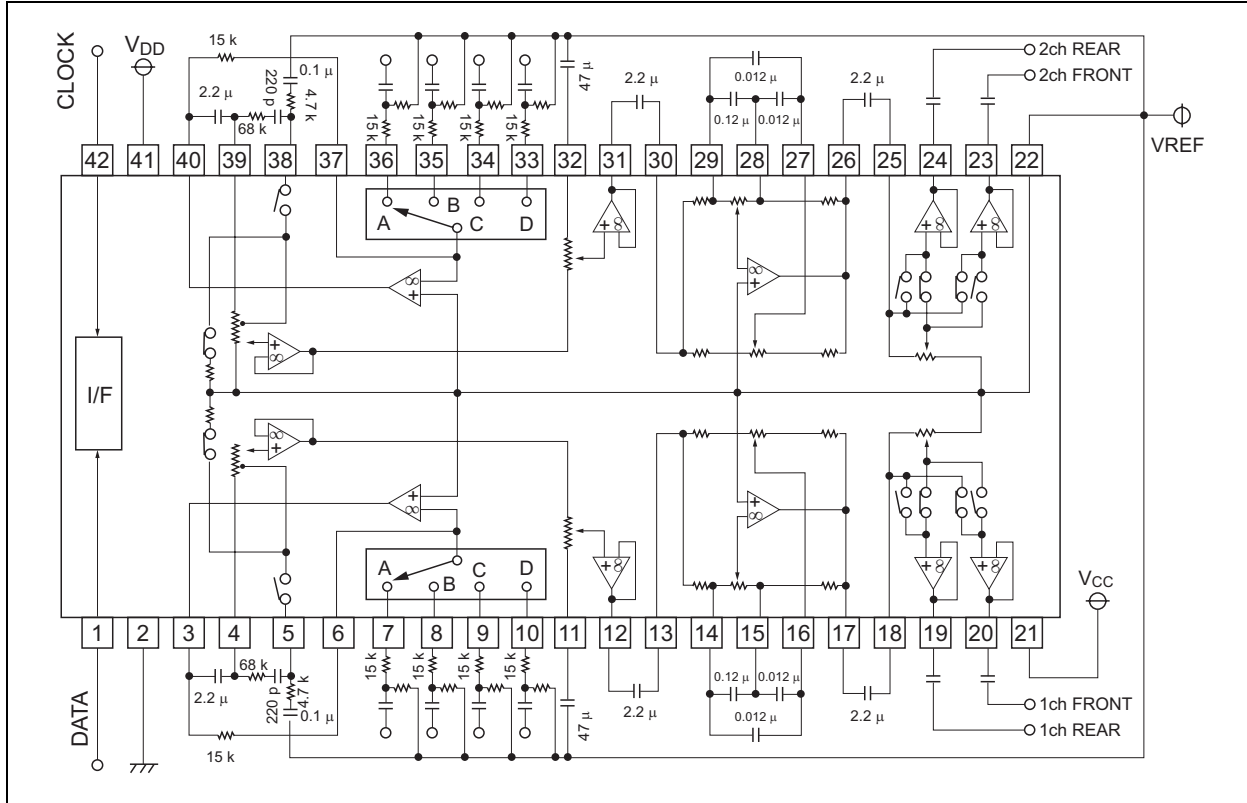 CLOCK
VDD
15 k
2.2 μ
68 k
220 p
0.1 μ
4.7 k
15 k
15 k
15 k
15 k
47 μ
2.2 μ
0.012 μ
0.12 μ
0.012 μ
2.2 μ
2ch REAR
2ch FRONT
VREF
42 41 40 39 38 37 36 35 34 33 32 31 30 29 28 27 26 25 24 23 22
A B C D
∞ +
+ ∞
∞ +
+ ∞
+ ∞
+ ∞
I/F
∞ +
+ ∞
+ ∞
+ ∞
+ ∞
+ ∞
A B C D
1 2 3 4 5 6 7 8 9 10 11 12 13 14 15 16 17 18 19 20 21
VCC
DATA
2.2 μ
68 k
220 p
4.7 k
0.1 μ
15 k
15 k
15 k
15 k
15 k
47 μ
2.2 μ
0.12 μ
0.012 μ
0.012 μ
2.2 μ
1ch FRONT
1ch REAR